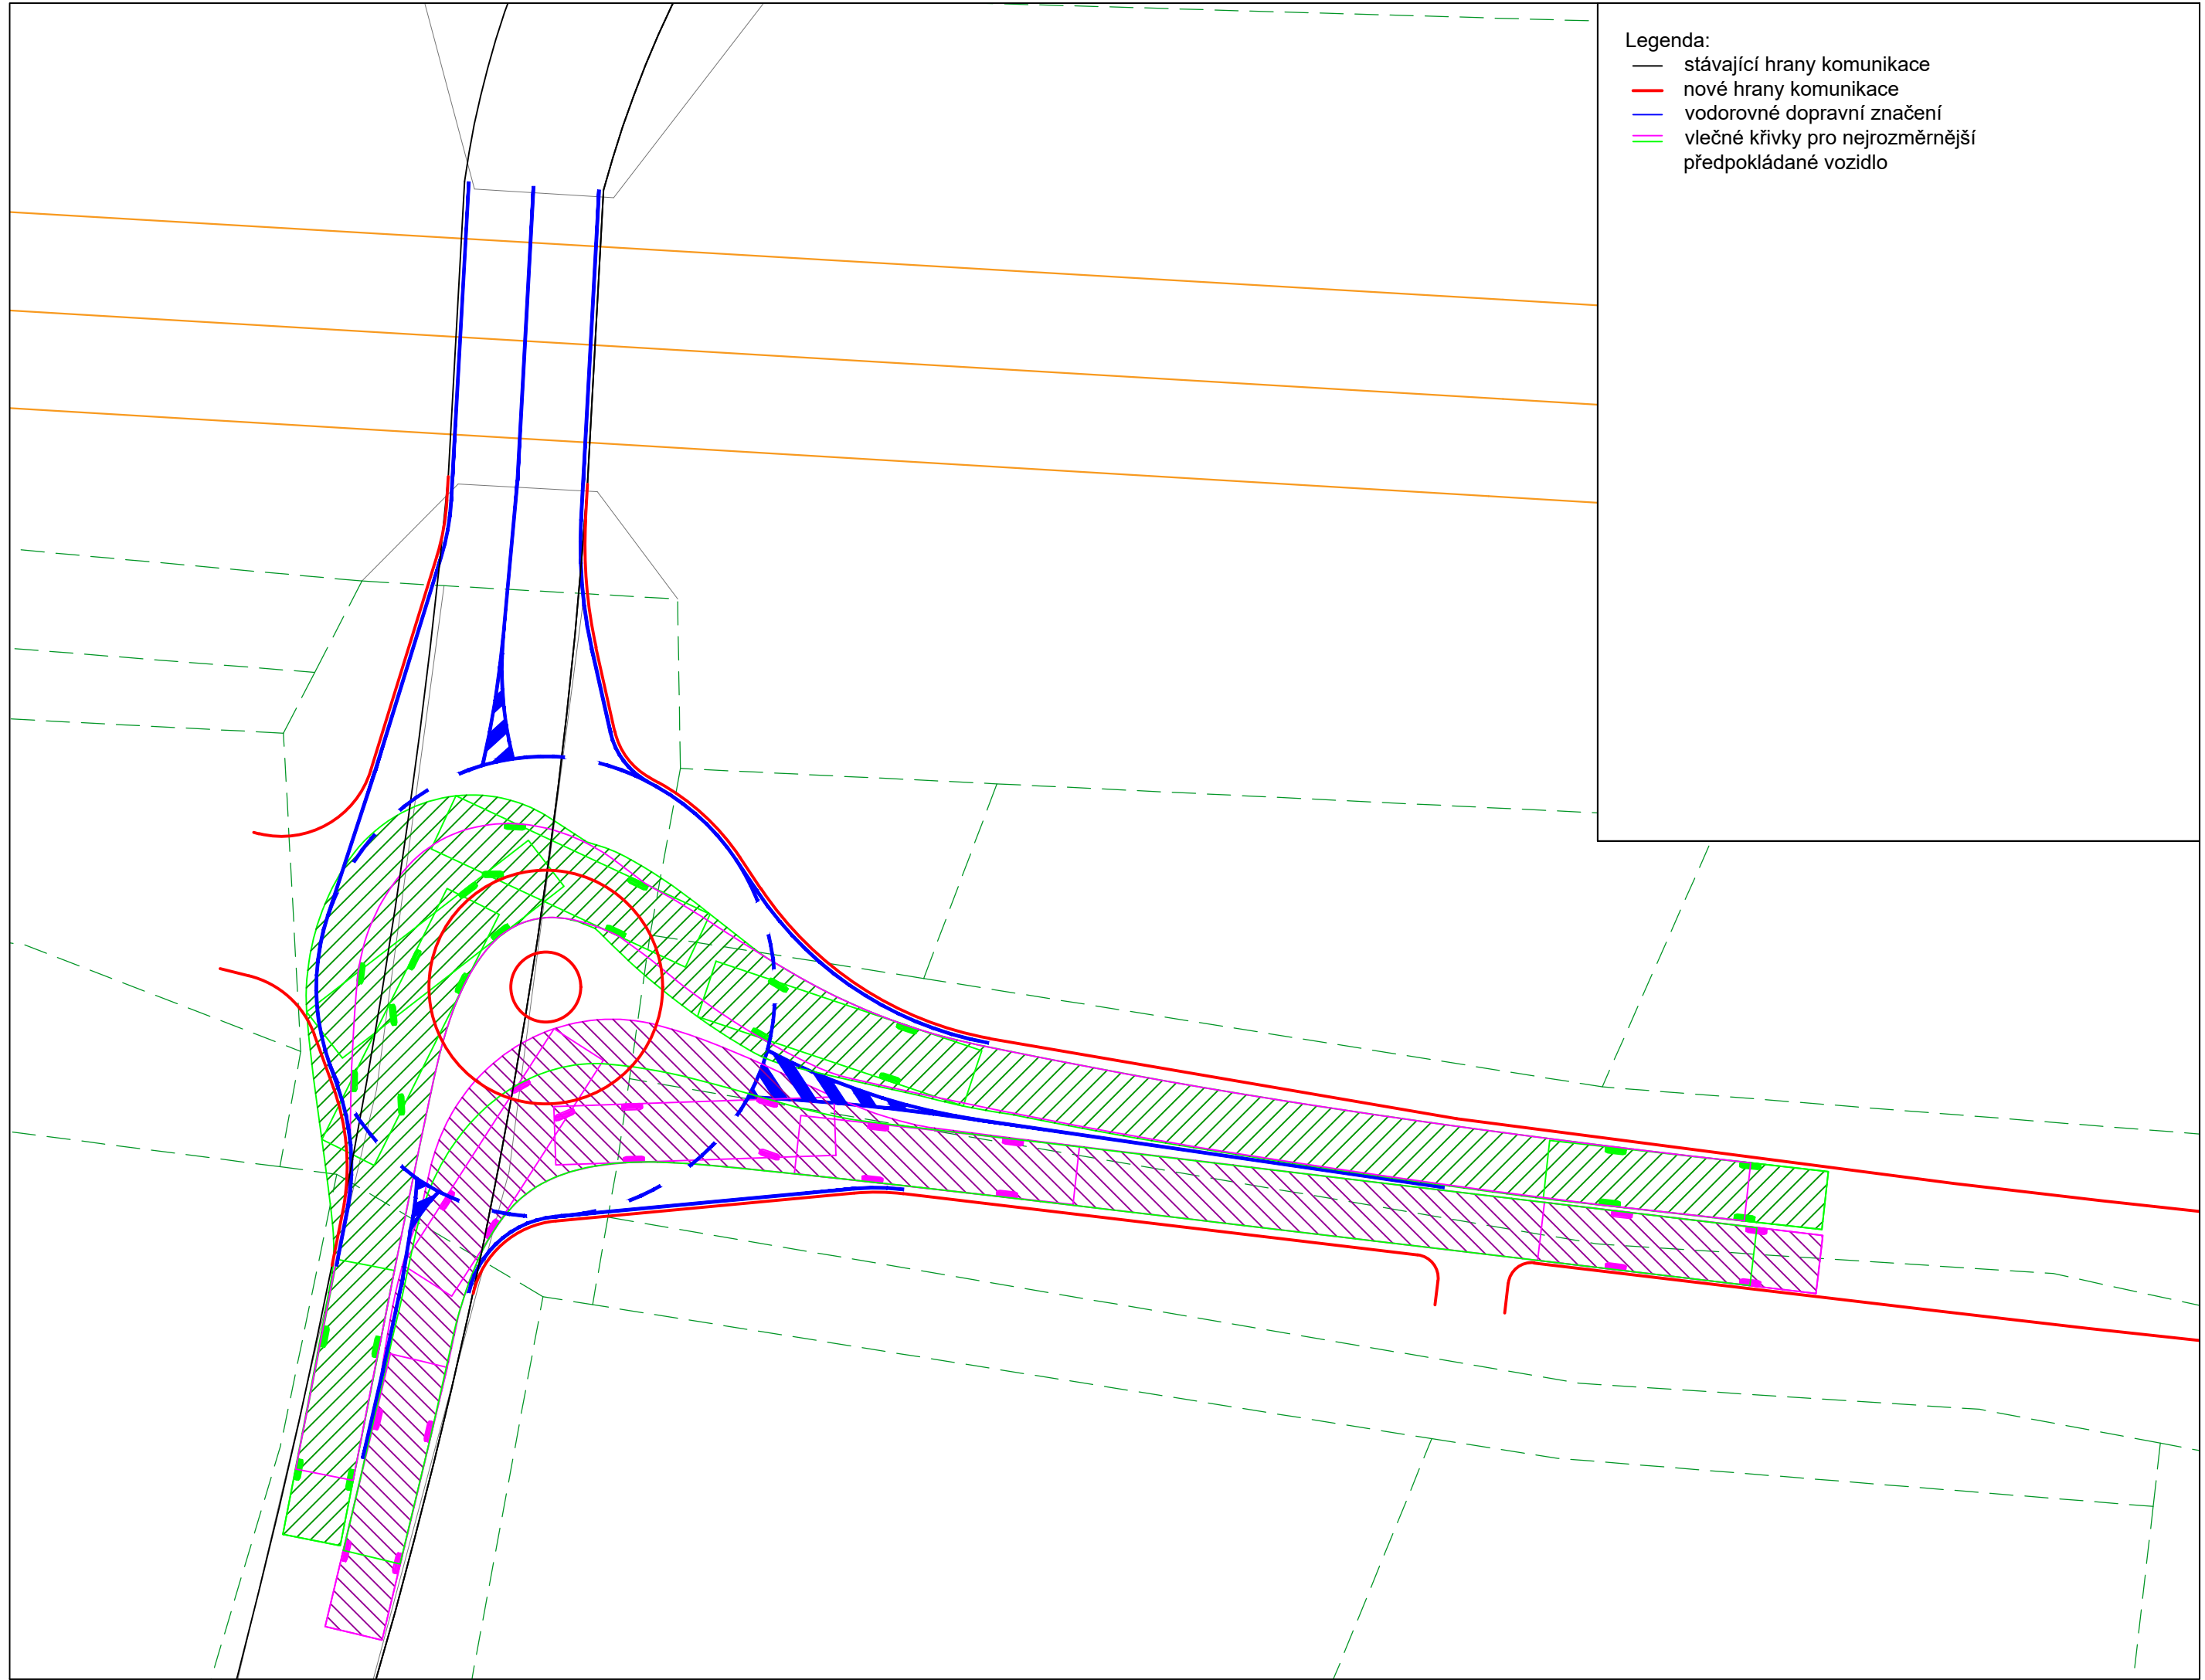 Legenda:
stávající hrany komunikace
nové hrany komunikace
vodorovné dopravní značení
vlečné křivky pro nejrozměrnější
předpokládané vozidlo